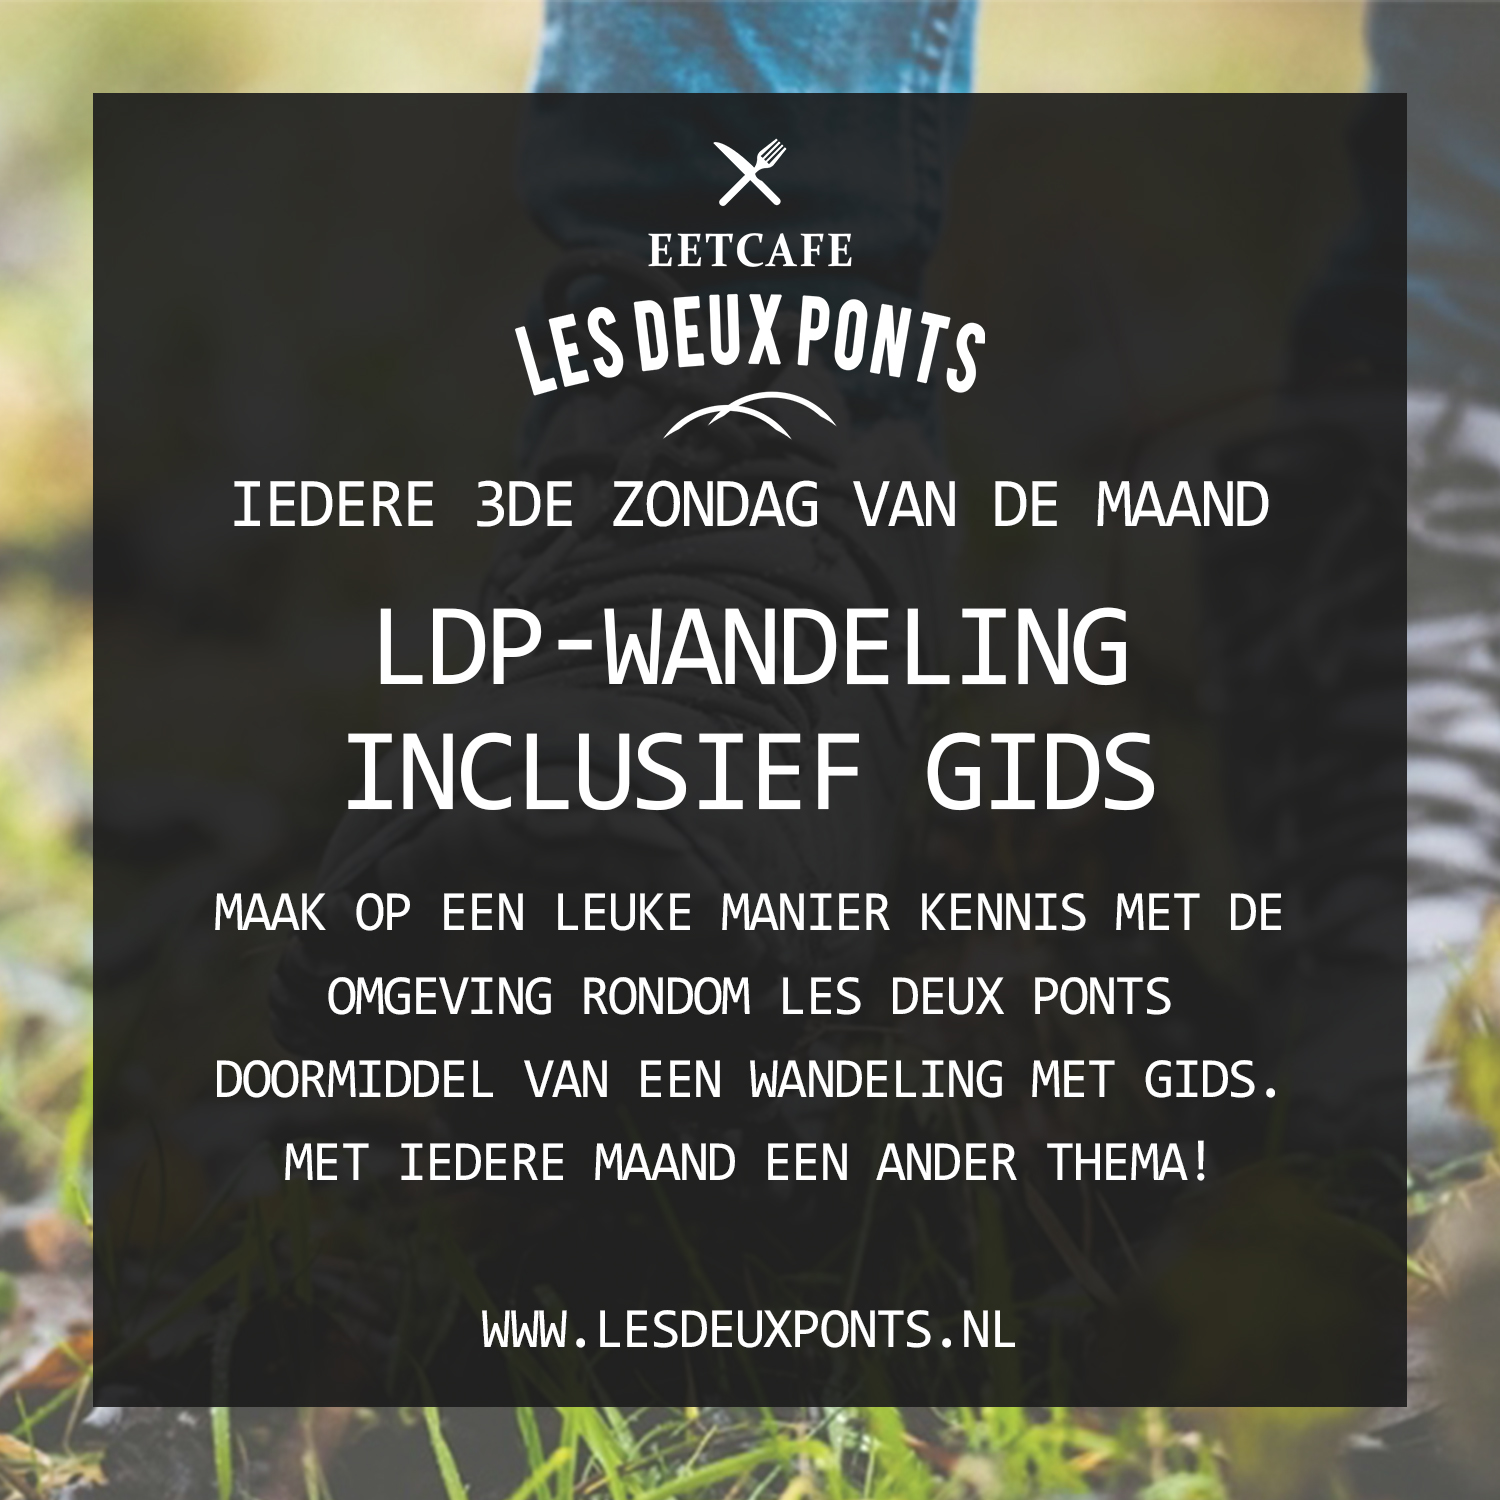 EETCAFE
LES DEUX PONTS
IEDERE 3DE ZONDAG VAN DE MAAND
LDP-WANDELING
INCLUSIEF GIDS
MAAK OP EEN LEUKE MANIER KENNIS MET DE
OMGEVING RONDOM LES DEUX PONTS
DOORMIDDEL VAN EEN WANDELING MET GIDS.
MET IEDERE MAAND EEN ANDER THEMA!
WWW.LESDEUXPONTS.NL